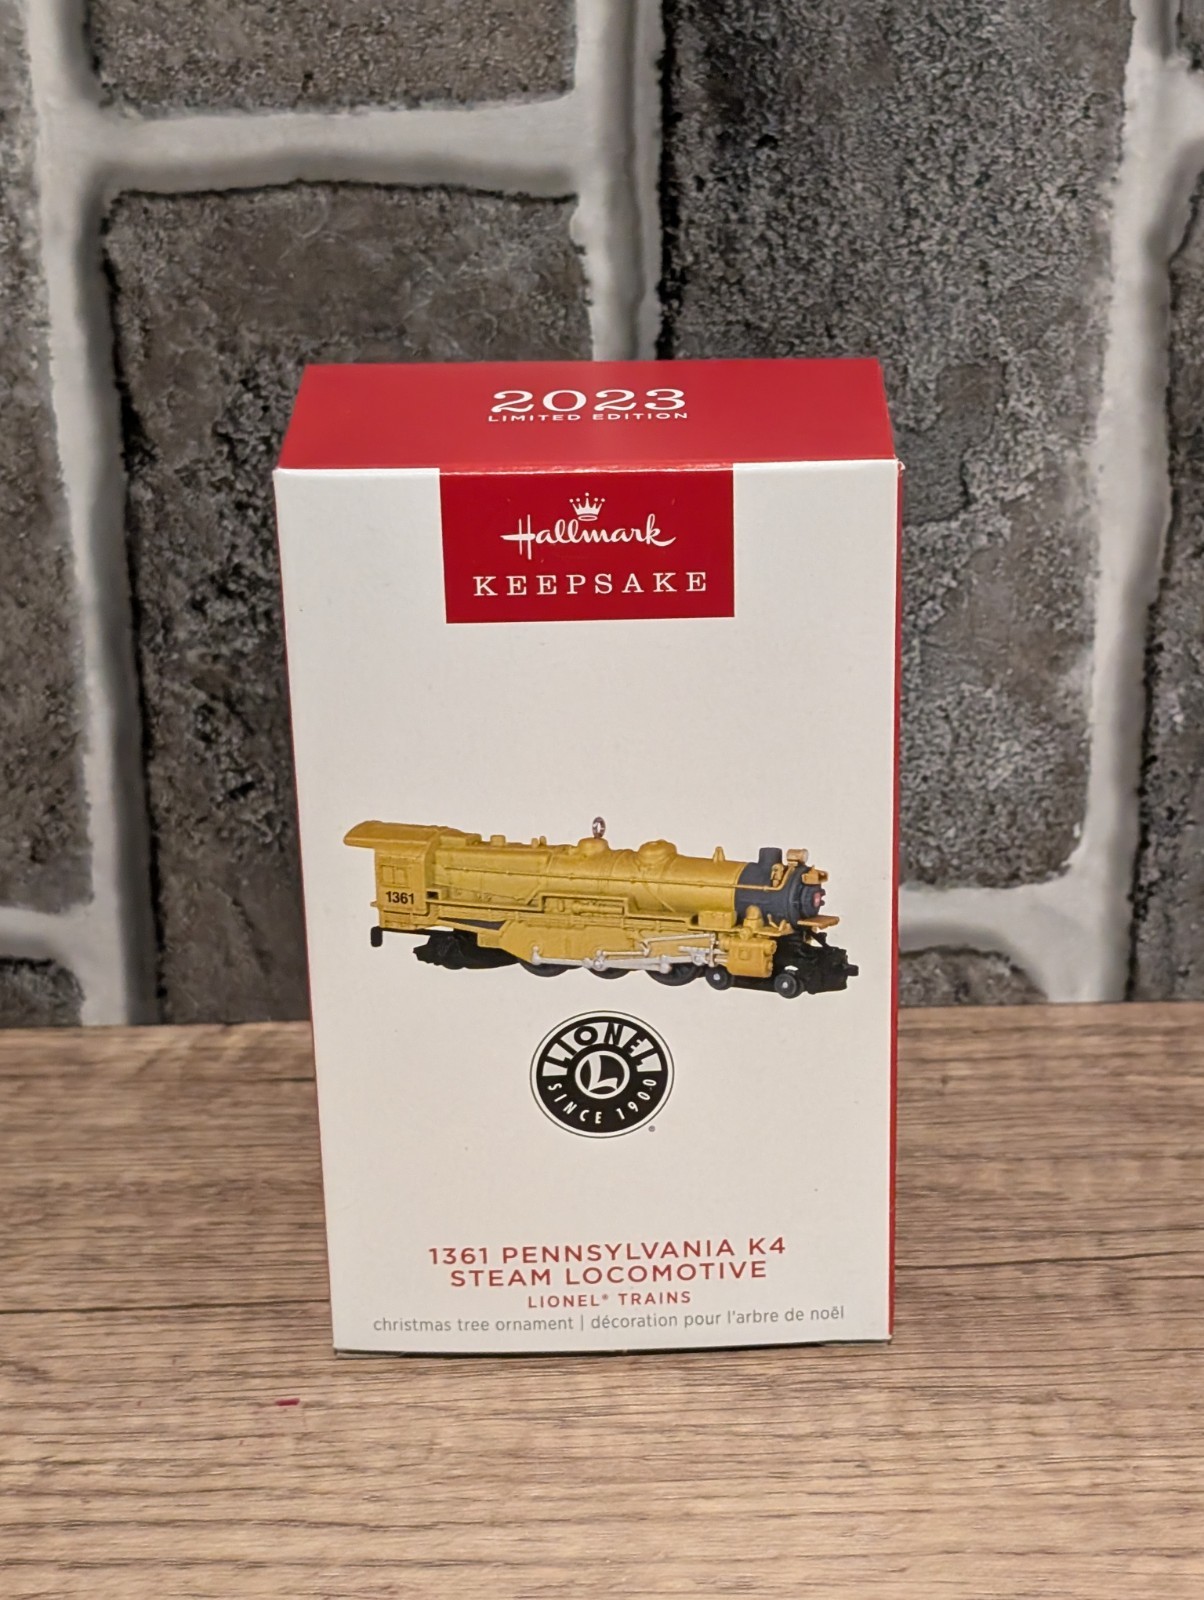 2023
LIMITED EDITION
Hallmark
KEEPSAKE
1361
LIONEL
L
SINCE 1900
®
1361 PENNSYLVANIA K4
STEAM LOCOMOTIVE
LIONEL® TRAINS
christmas tree ornament | décoration pour l'arbre de noël